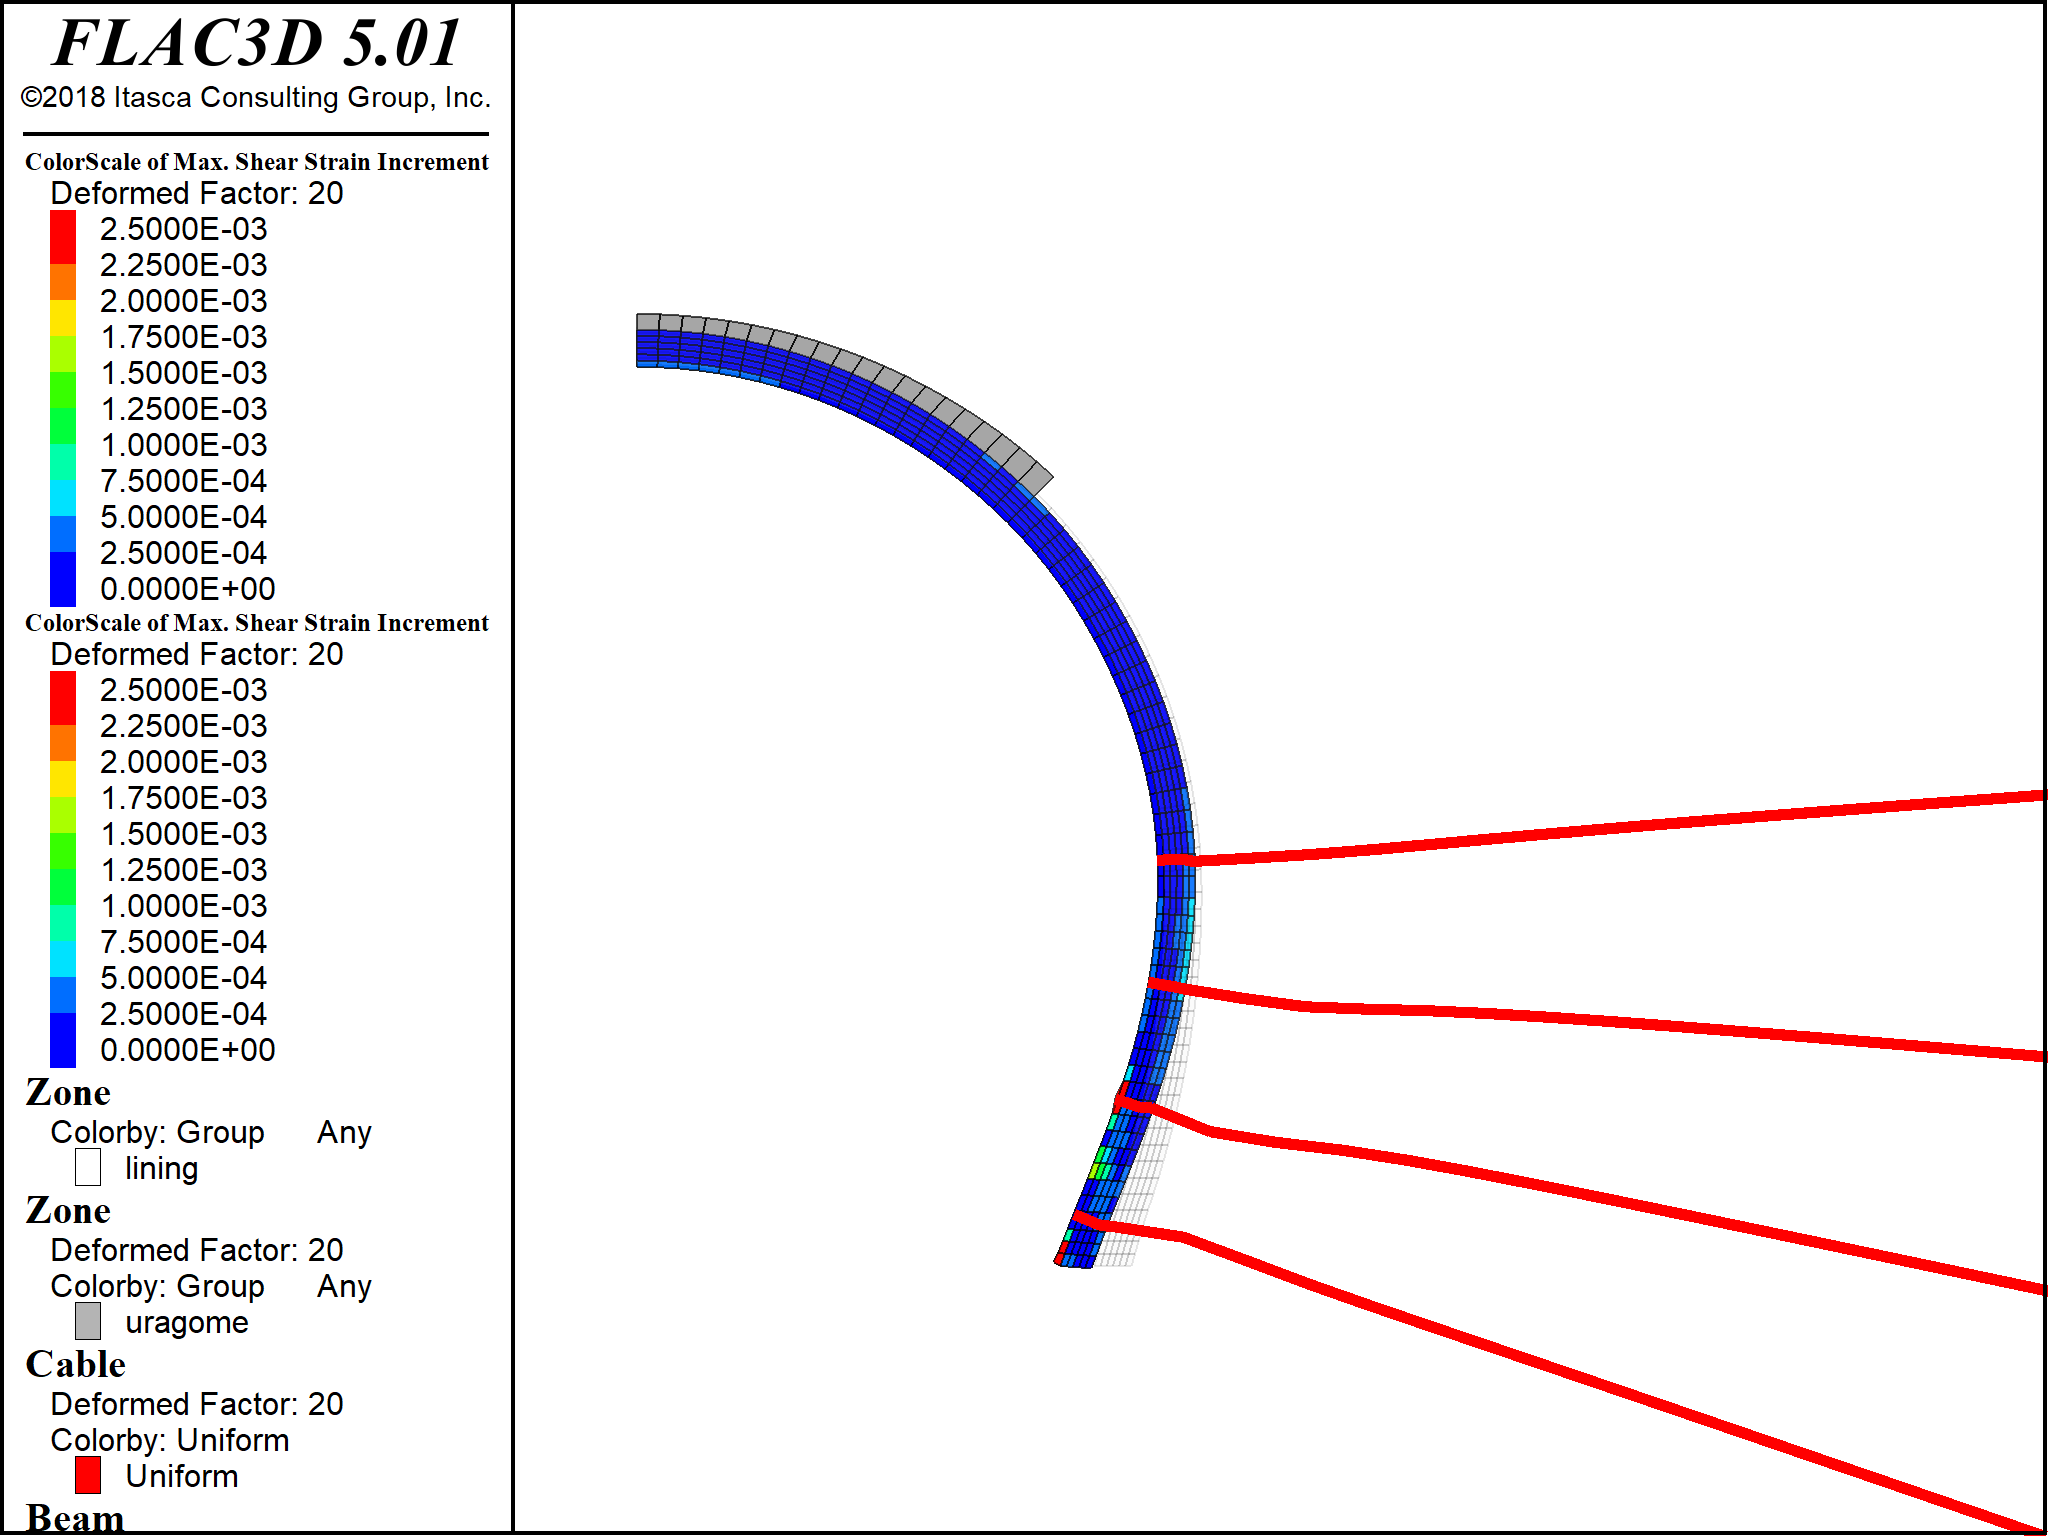 FLAC3D 5.01
©2018 Itasca Consulting Group, Inc.
ColorScale of Max. Shear Strain Increment
Deformed Factor: 20
2.5000E-03
2.2500E-03
2.0000E-03
1.7500E-03
1.5000E-03
1.2500E-03
1.0000E-03
7.5000E-04
5.0000E-04
2.5000E-04
0.0000E+00
ColorScale of Max. Shear Strain Increment
Deformed Factor: 20
2.5000E-03
2.2500E-03
2.0000E-03
1.7500E-03
1.5000E-03
1.2500E-03
1.0000E-03
7.5000E-04
5.0000E-04
2.5000E-04
0.0000E+00
Zone
Colorby: Group Any
lining
Zone
Deformed Factor: 20
Colorby: Group Any
uragome
Cable
Deformed Factor: 20
Colorby: Uniform
Uniform
Beam